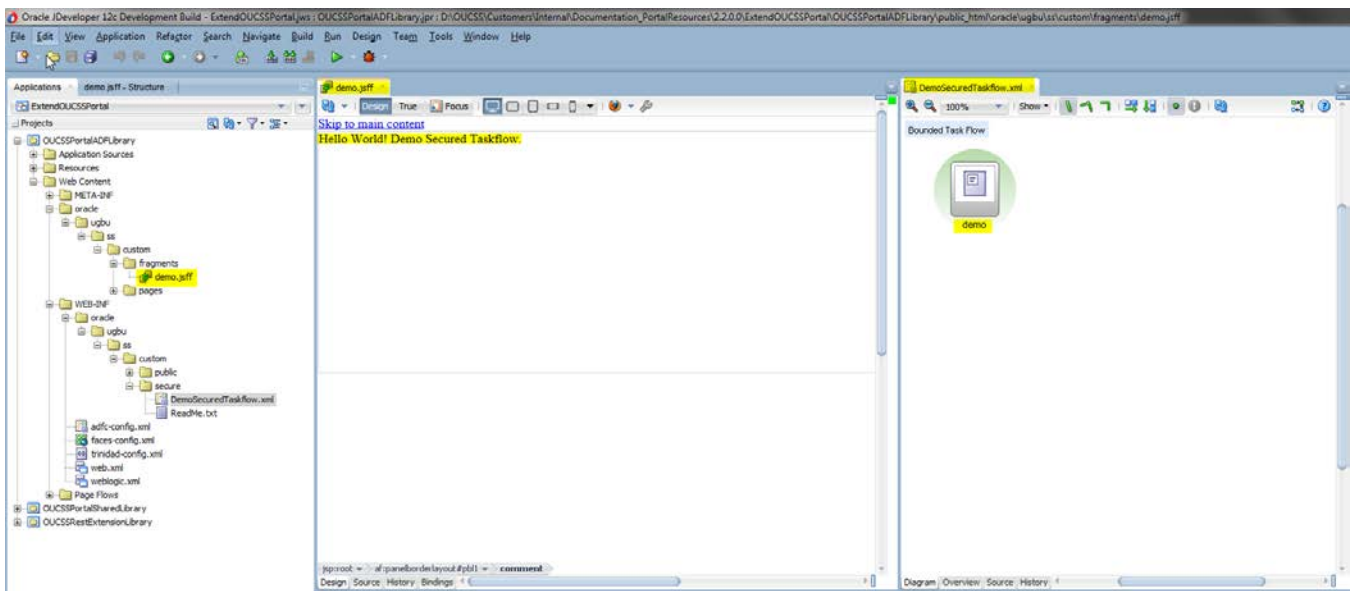 Oracle JDeveloper 12c Development Build - ExtendOUCSSPortal.jws : OUCSSPortalADFLibrary.jpr : D:\OUCSS\Customers\Internal\Documentation_PortalResources\2.2.0.0\ExtendOUCSSPortal\OUCSSPortalADFLibrary\public_html\oracle\ugbu\ss\custom\fragments\demo.jsff
File Edit View Application Refactor Search Navigate Build Run Design Team Tools Window Help
Applications demo.jsff - Structure
ExtendOUCSSPortal
Projects
OUCSSPortalADFLibrary
Application Sources
Resources
Web Content
META-INF
oracle
ugbu
ss
custom
fragments
demo.jsff
pages
WEB-INF
oracle
ugbu
ss
custom
public
secure
DemoSecuredTaskflow.xml
ReadMe.txt
adfc-config.xml
faces-config.xml
trinidad-config.xml
web.xml
weblogic.xml
Page Flows
OUCSSPortalSharedLibrary
OUCSSRestExtensionLibrary
demo.jsff
Design True Focus
Skip to main content
Hello World! Demo Secured Taskflow.
jsp:root af:panelborderlayout#pbl1 comment
Design Source History Bindings
DemoSecuredTaskflow.xml
100% Show
Bounded Task Flow
demo
Diagram Overview Source History